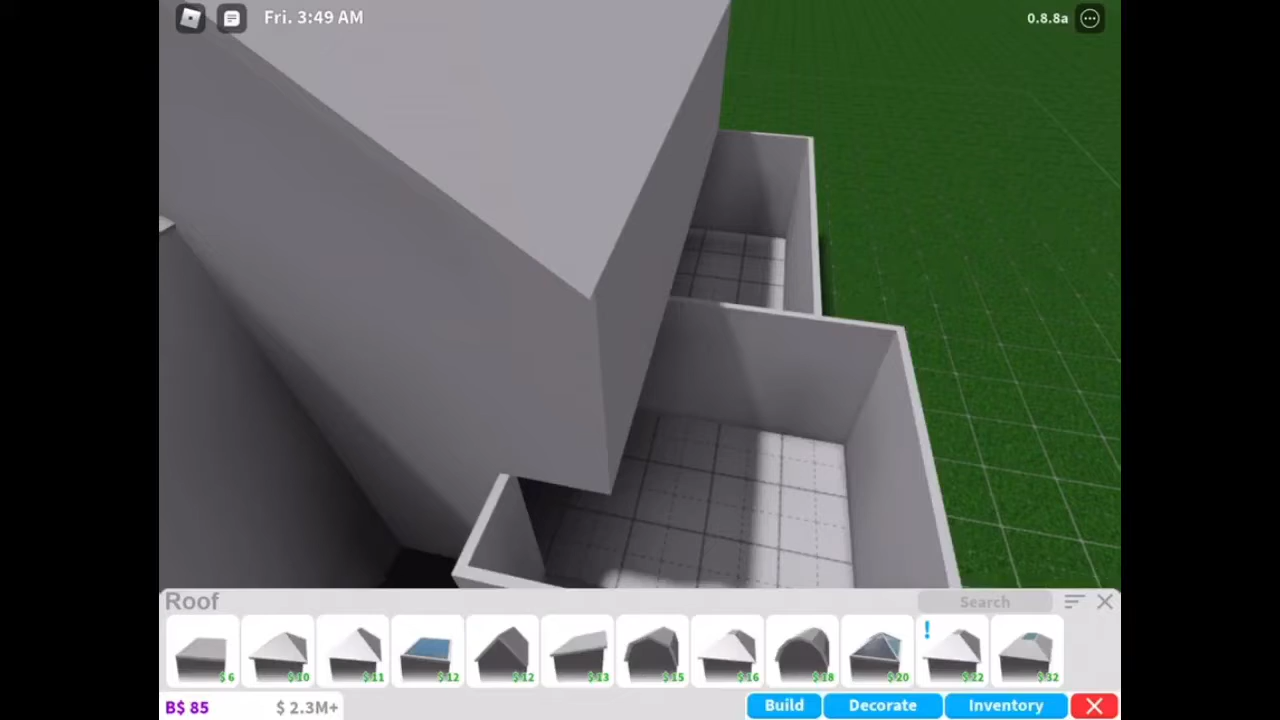 Fri. 3:49 AM
0.8.8a
Roof
Search
$6 $10 $11 $12 $12 $13 $15 $16 $18 $20 ! $22 $32
B$ 85 $ 2.3M+ Build Decorate Inventory